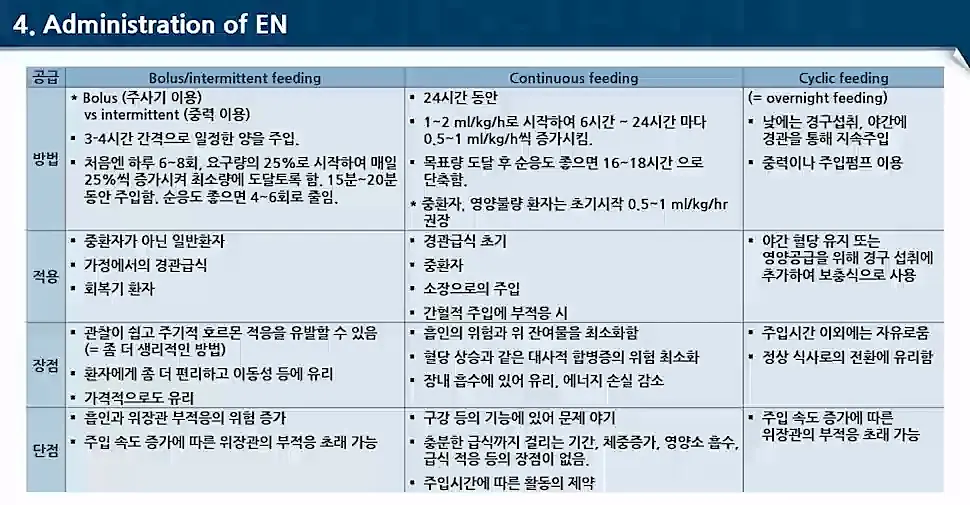 4. Administration of EN
공급
Bolus/intermittent feeding
Continuous feeding
Cyclic feeding
방법
* Bolus (주사기 이용)
vs intermittent (중력 이용)
▪ 3-4시간 간격으로 일정한 양을 주입.
▪ 처음엔 하루 6~8회, 요구량의 25%로 시작하여 매일
25%씩 증가시켜 최소량에 도달토록 함. 15분~20분
동안 주입함. 순응도 좋으면 4~6회로 줄임.
▪ 24시간 동안
▪ 1~2 ml/kg/h로 시작하여 6시간 ~ 24시간 마다
0.5~1 ml/kg/h씩 증가시킴.
▪ 목표량 도달 후 순응도 좋으면 16~18시간 으로
단축함.
* 중환자, 영양불량 환자는 초기시작 0.5~1 ml/kg/hr
권장
(= overnight feeding)
▪ 낮에는 경구섭취, 야간에
경관을 통해 지속주입
▪ 중력이나 주입펌프 이용
적용
▪ 중환자가 아닌 일반환자
▪ 가정에서의 경관급식
▪ 회복기 환자
▪ 경관급식 초기
▪ 중환자
▪ 소장으로의 주입
▪ 간헐적 주입에 부적응 시
▪ 야간 혈당 유지 또는
영양공급을 위해 경구 섭취에
추가하여 보충식으로 사용
장점
▪ 관찰이 쉽고 주기적 호르몬 적응을 유발할 수 있음
(= 좀 더 생리적인 방법)
▪ 환자에게 좀 더 편리하고 이동성 등에 유리
▪ 가격적으로도 유리
▪ 흡인의 위험과 위 잔여물을 최소화함
▪ 혈당 상승과 같은 대사적 합병증의 위험 최소화
▪ 장내 흡수에 있어 유리, 에너지 손실 감소
▪ 주입시간 이외에는 자유로움
▪ 정상 식사로의 전환에 유리함
단점
▪ 흡인과 위장관 부적응의 위험 증가
▪ 주입 속도 증가에 따른 위장관의 부적응 초래 가능
▪ 구강 등의 기능에 있어 문제 야기
▪ 충분한 급식까지 걸리는 기간, 체중증가, 영양소 흡수,
급식 적응 등의 장점이 없음.
▪ 주입시간에 따른 활동의 제약
▪ 주입 속도 증가에 따른
위장관의 부적응 초래 가능